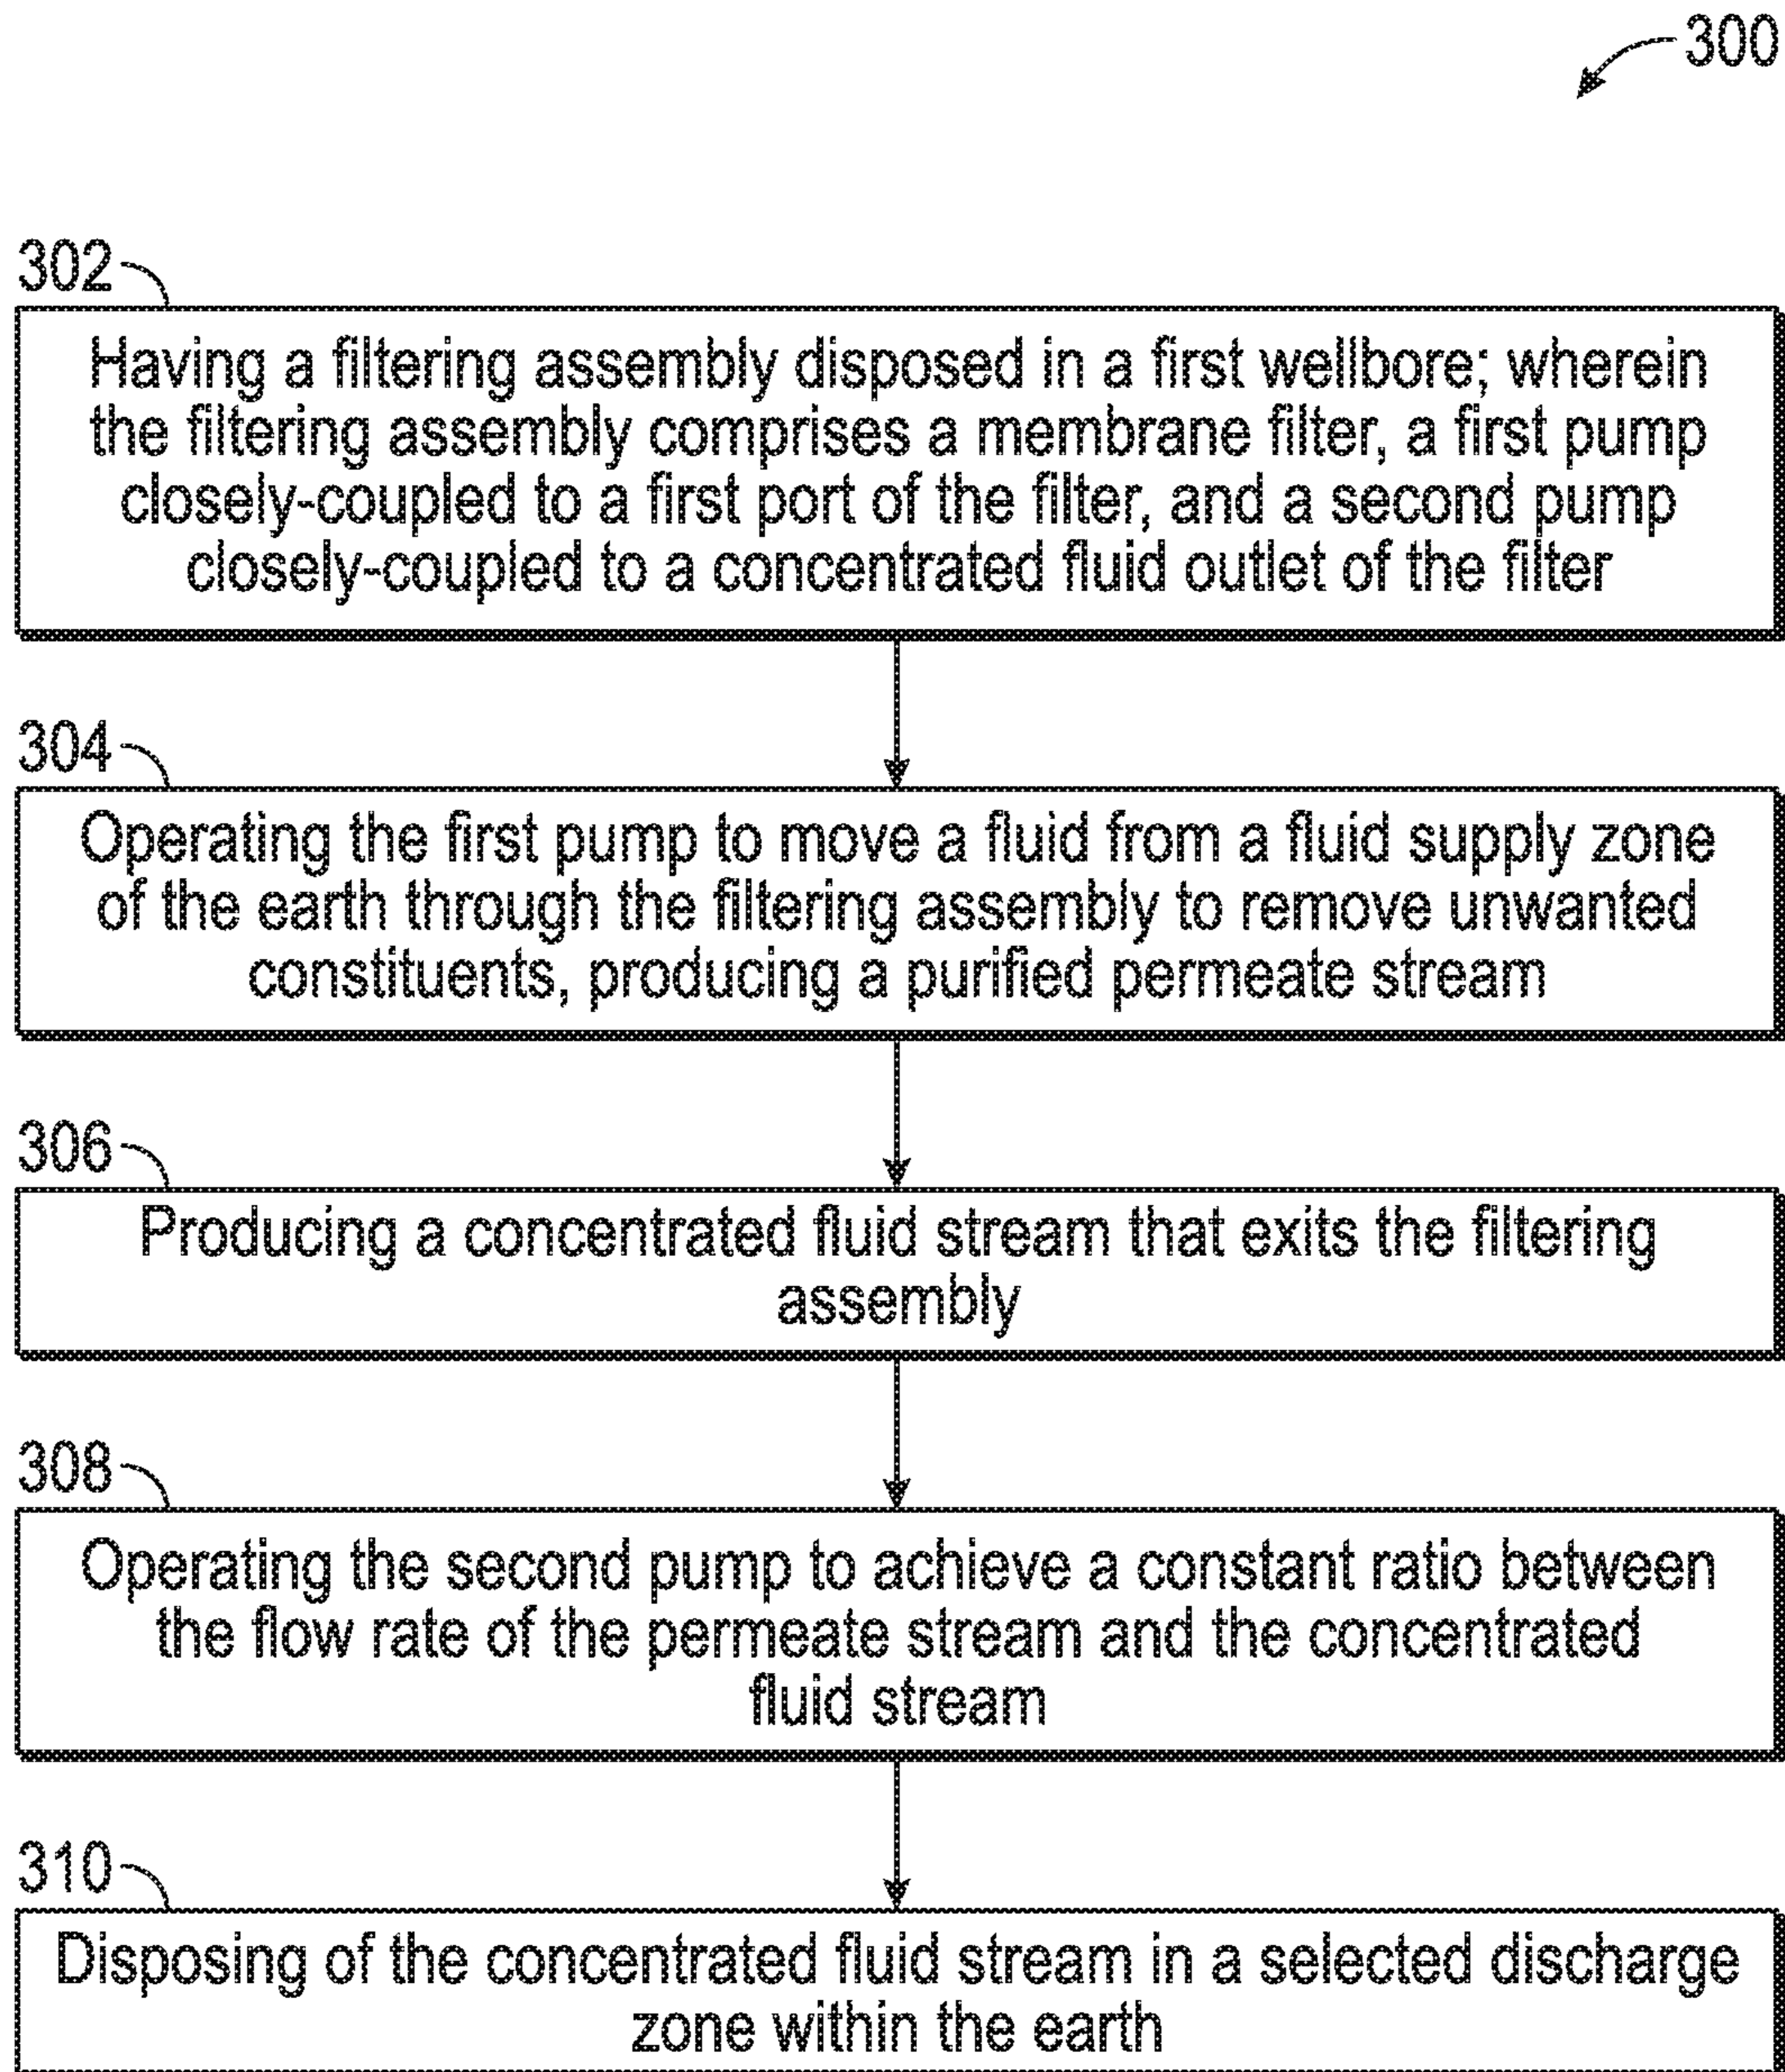 300
302
Having a filtering assembly disposed in a first wellbore; wherein
the filtering assembly comprises a membrane filter, a first pump
closely-coupled to a first port of the filter, and a second pump
closely-coupled to a concentrated fluid outlet of the filter
304
Operating the first pump to move a fluid from a fluid supply zone
of the earth through the filtering assembly to remove unwanted
constituents, producing a purified permeate stream
306
Producing a concentrated fluid stream that exits the filtering
assembly
308
Operating the second pump to achieve a constant ratio between
the flow rate of the permeate stream and the concentrated
fluid stream
310
Disposing of the concentrated fluid stream in a selected discharge
zone within the earth